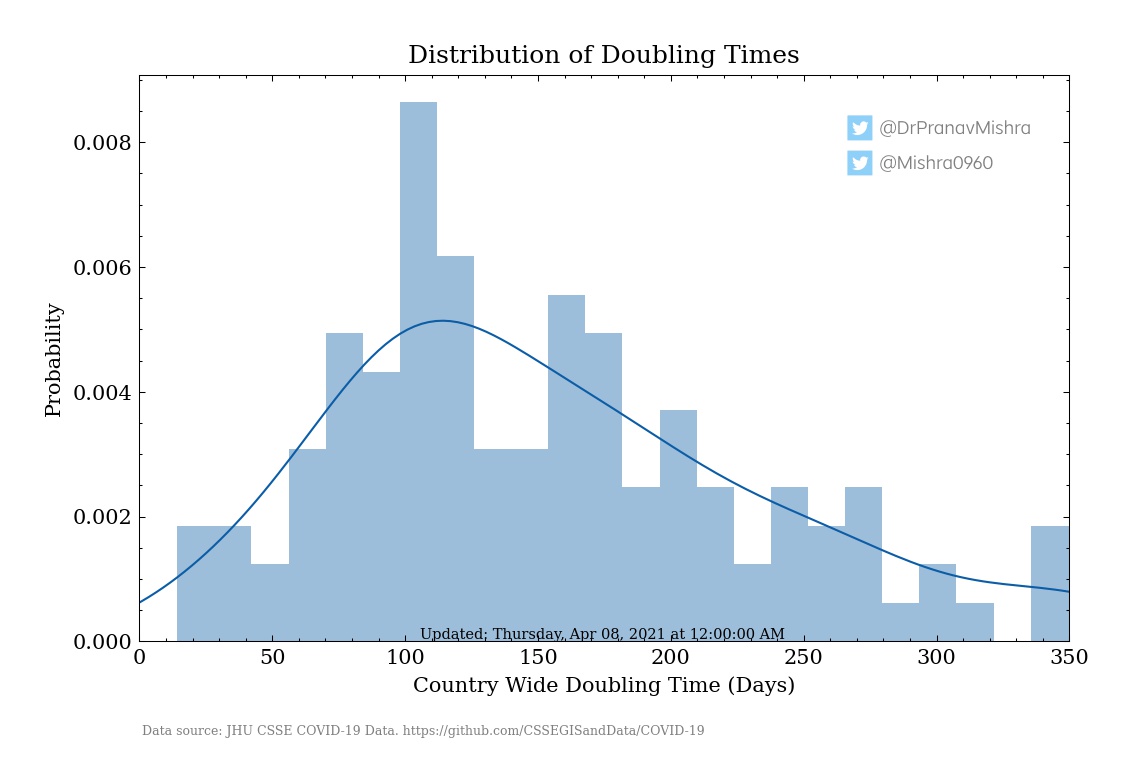 Distribution of Doubling Times
@DrPranavMishra
@Mishra0960
Probability
0.008
0.006
0.004
0.002
0.000
Updated: Thursday, Apr 08, 2021 at 12:00:00 AM
0 50 100 150 200 250 300 350
Country Wide Doubling Time (Days)
Data source: JHU CSSE COVID-19 Data. https://github.com/CSSEGISandData/COVID-19